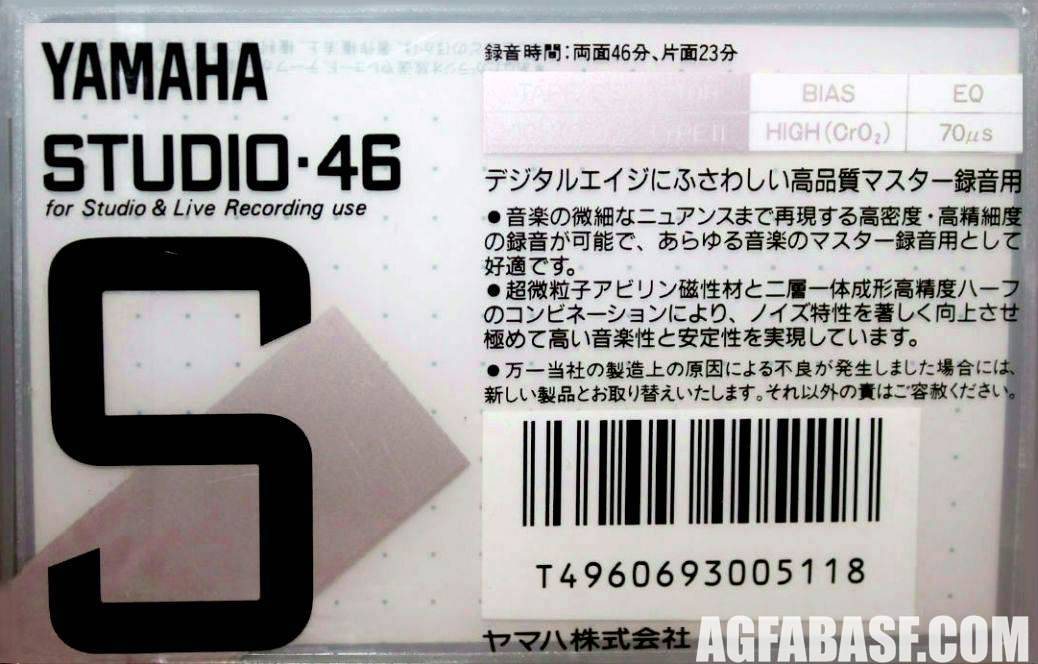 YAMAHA
STUDIO·46
for Studio & Live Recording use
S
録音時間：両面46分、片面23分
BIAS EQ
TYPE II HIGH (CrO₂) 70μs
デジタルエイジにふさわしい高品質マスター録音用
●音楽の微細なニュアンスまで再現する高密度・高精細度
の録音が可能で、あらゆる音楽のマスター録音用として
好適です。
●超微粒子アビリン磁性材と二層一体成形高精度ハーフ
のコンビネーションにより、ノイズ特性を著しく向上させ
極めて高い音楽性と安定性を実現しています。
●万一当社の製造上の原因による不良が発生しました場合には、
新しい製品とお取り替えいたします。それ以外の責はご容赦ください。
T4960693005118
ヤマハ株式会社
AGFABASF.COM